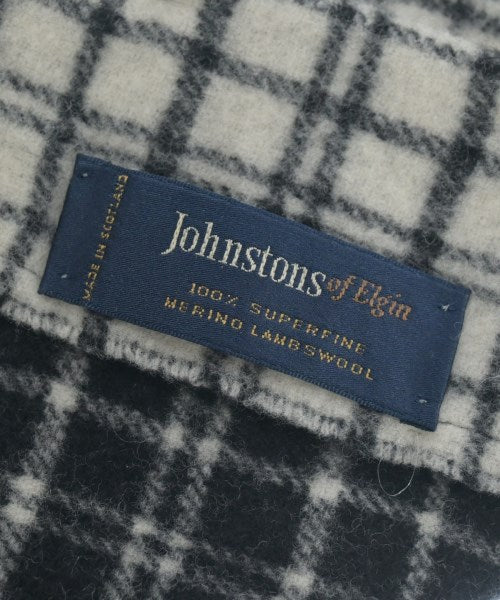 Johnstons of Elgin
100% SUPERFINE
MERINO LAMBSWOOL
MADE IN SCOTLAND